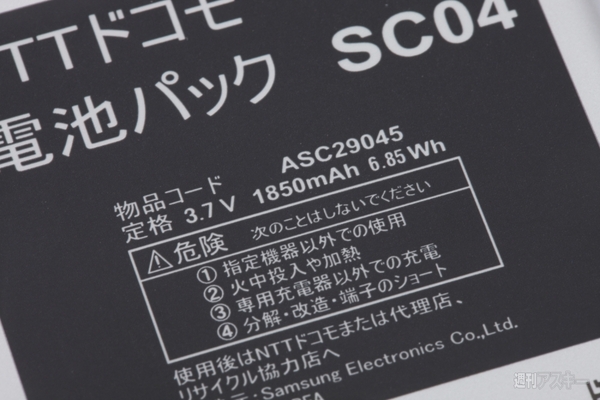 NTTドコモ
電池パック SC04
物品コード ASC29045
定格 3.7V 1850mAh 6.85Wh
⚠危険 次のことはしないでください
① 指定機器以外での使用
② 火中投入や加熱
③ 専用充電器以外での充電
④ 分解・改造・端子のショート
使用後はNTTドコモまたは代理店、
リサイクル協力店へ
: Samsung Electronics Co.,Ltd.
週刊アスキー